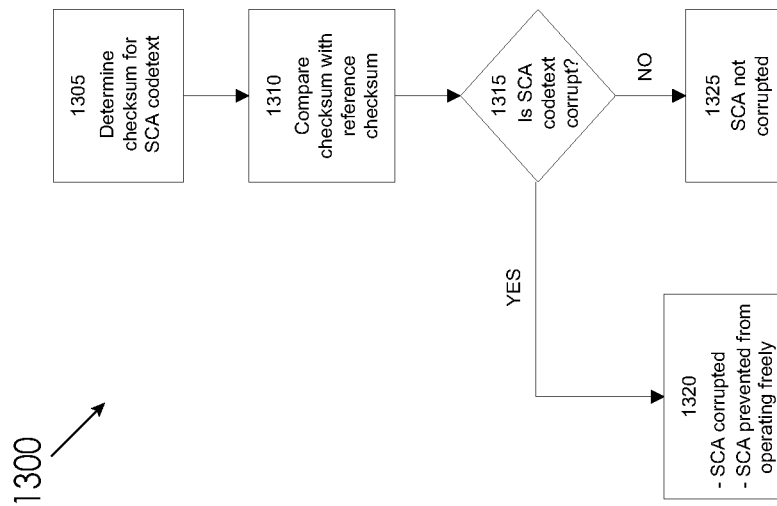 1300
1305
Determine
checksum for
SCA codetext
1310
Compare
checksum with
reference
checksum
1315
Is SCA
codetext
corrupt?
YES
NO
1320
- SCA corrupted
- SCA prevented from
operating freely
1325
SCA not
corrupted